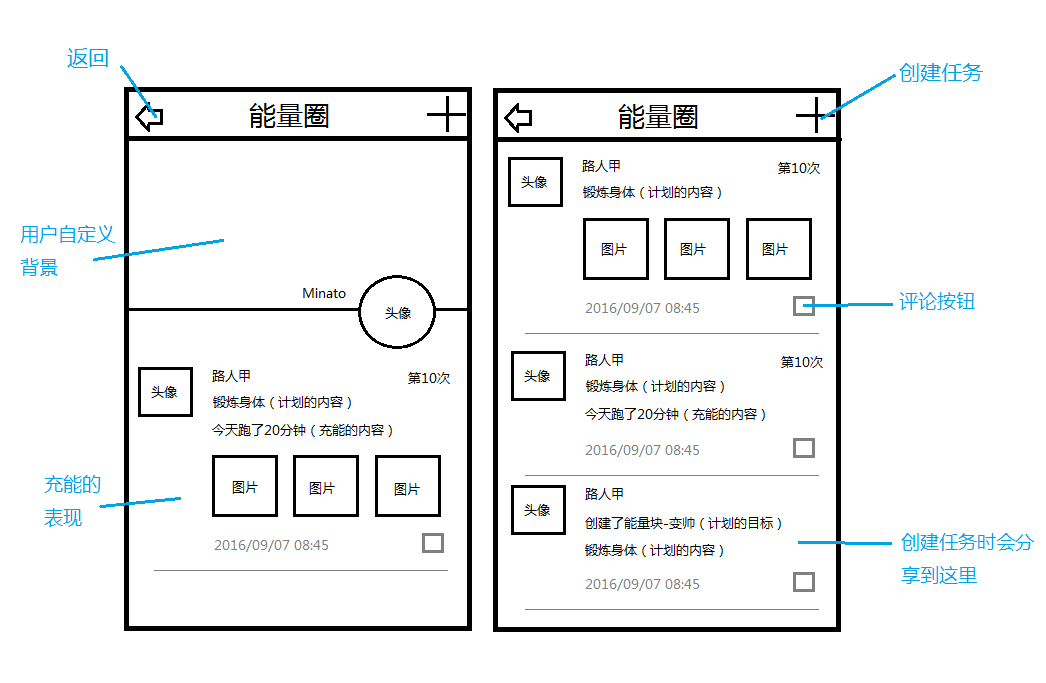 返回
能量圈
用户自定义
背景
Minato
头像
头像
路人甲
第10次
锻炼身体（计划的内容）
今天跑了20分钟（充能的内容）
图片
图片
图片
充能的
表现
2016/09/07 08:45
创建任务
能量圈
头像
路人甲
第10次
锻炼身体（计划的内容）
图片
图片
图片
2016/09/07 08:45
评论按钮
头像
路人甲
第10次
锻炼身体（计划的内容）
今天跑了20分钟（充能的内容）
2016/09/07 08:45
头像
路人甲
创建了能量块-变帅（计划的目标）
锻炼身体（计划的内容）
2016/09/07 08:45
创建任务时会分
享到这里